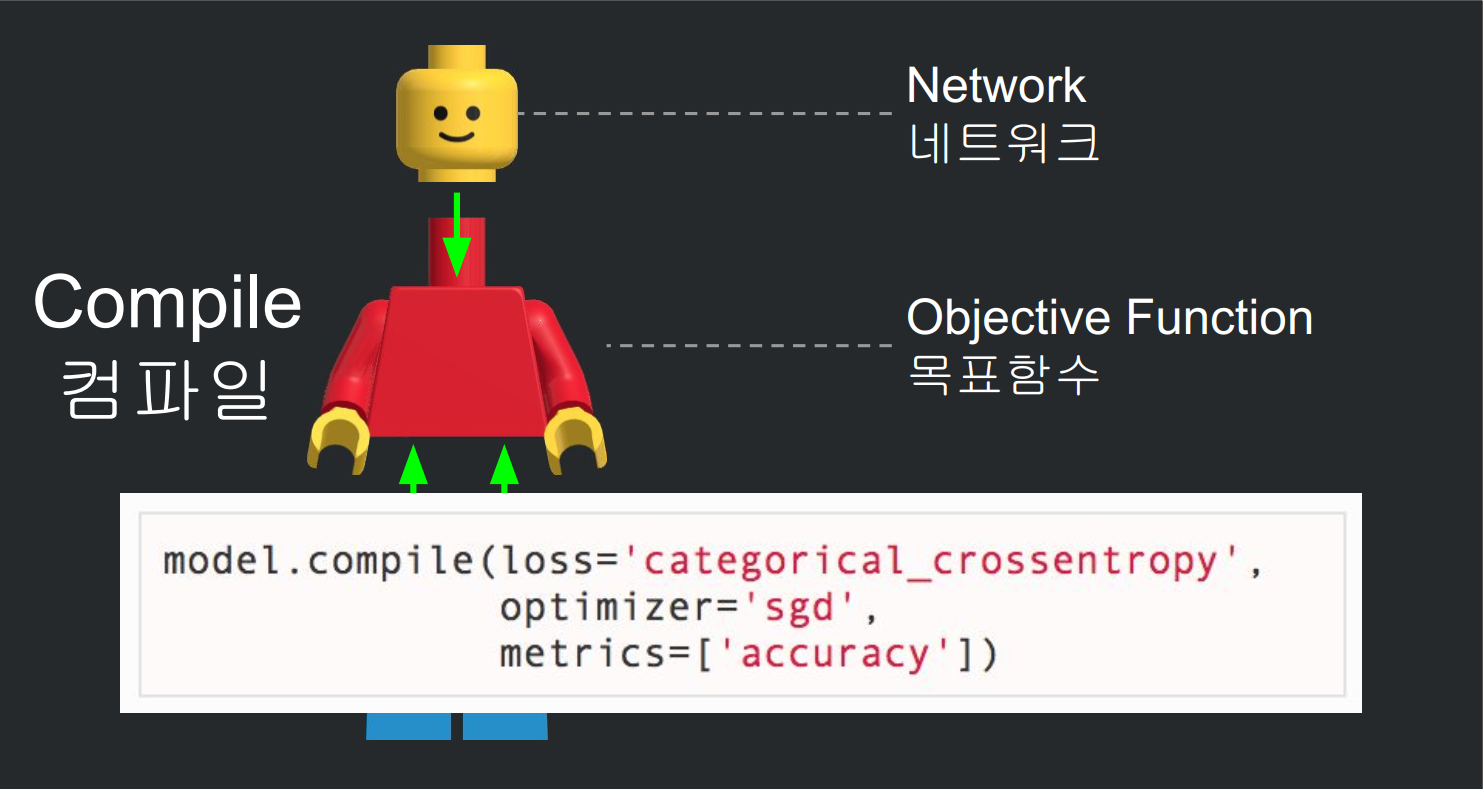 Network
네트워크
Compile
컴파일
Objective Function
목표함수
model.compile(loss='categorical_crossentropy',
optimizer='sgd',
metrics=['accuracy'])